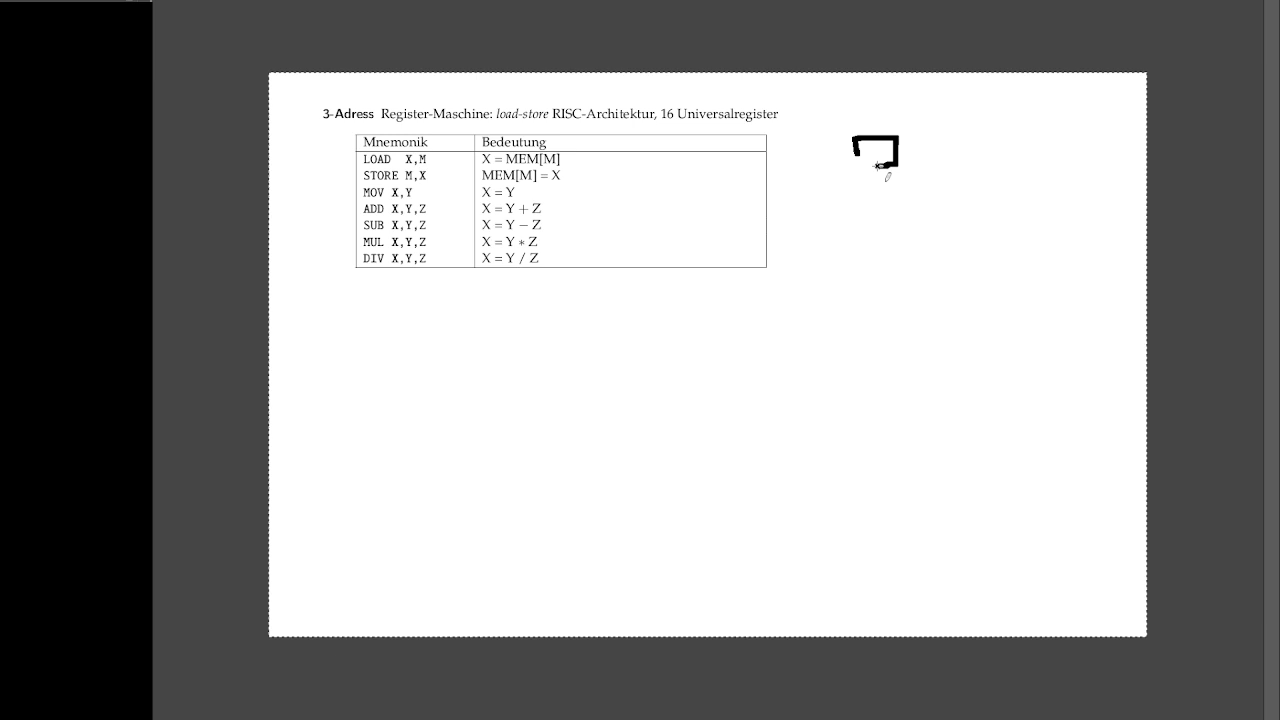 3-Adress Register-Maschine: load-store RISC-Architektur, 16 Universalregister
Mnemonik Bedeutung
LOAD X,M X = MEM[M]
STORE M,X MEM[M] = X
MOV X,Y X = Y
ADD X,Y,Z X = Y + Z
SUB X,Y,Z X = Y − Z
MUL X,Y,Z X = Y ∗ Z
DIV X,Y,Z X = Y / Z